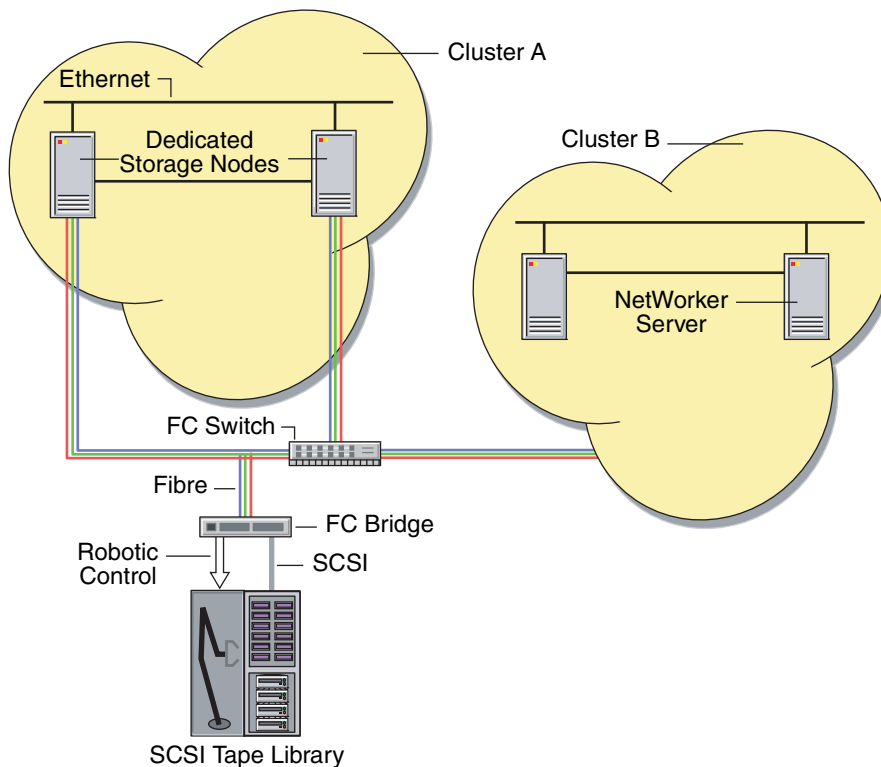 Cluster A
Ethernet
Dedicated
Storage Nodes
Cluster B
NetWorker
Server
FC Switch
Fibre
FC Bridge
Robotic
Control
SCSI
SCSI Tape Library